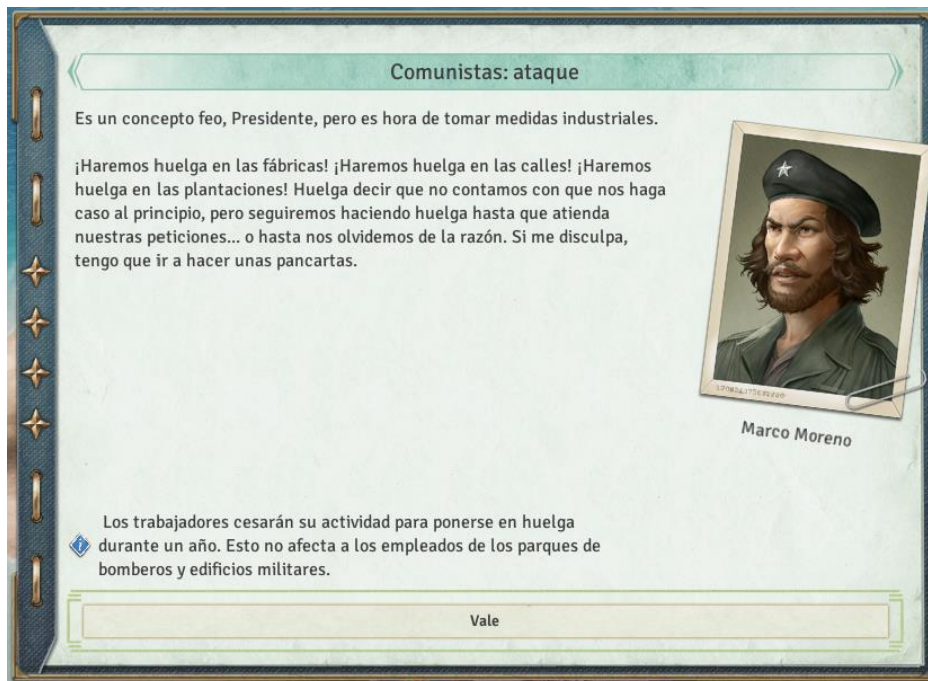 Comunistas: ataque
Es un concepto feo, Presidente, pero es hora de tomar medidas industriales.
¡Haremos huelga en las fábricas! ¡Haremos huelga en las calles! ¡Haremos
huelga en las plantaciones! Huelga decir que no contamos con que nos haga
caso al principio, pero seguiremos haciendo huelga hasta que atienda
nuestras peticiones... o hasta nos olvidemos de la razón. Si me disculpa,
tengo que ir a hacer unas pancartas.
Marco Moreno
Los trabajadores cesarán su actividad para ponerse en huelga
durante un año. Esto no afecta a los empleados de los parques de
bomberos y edificios militares.
Vale